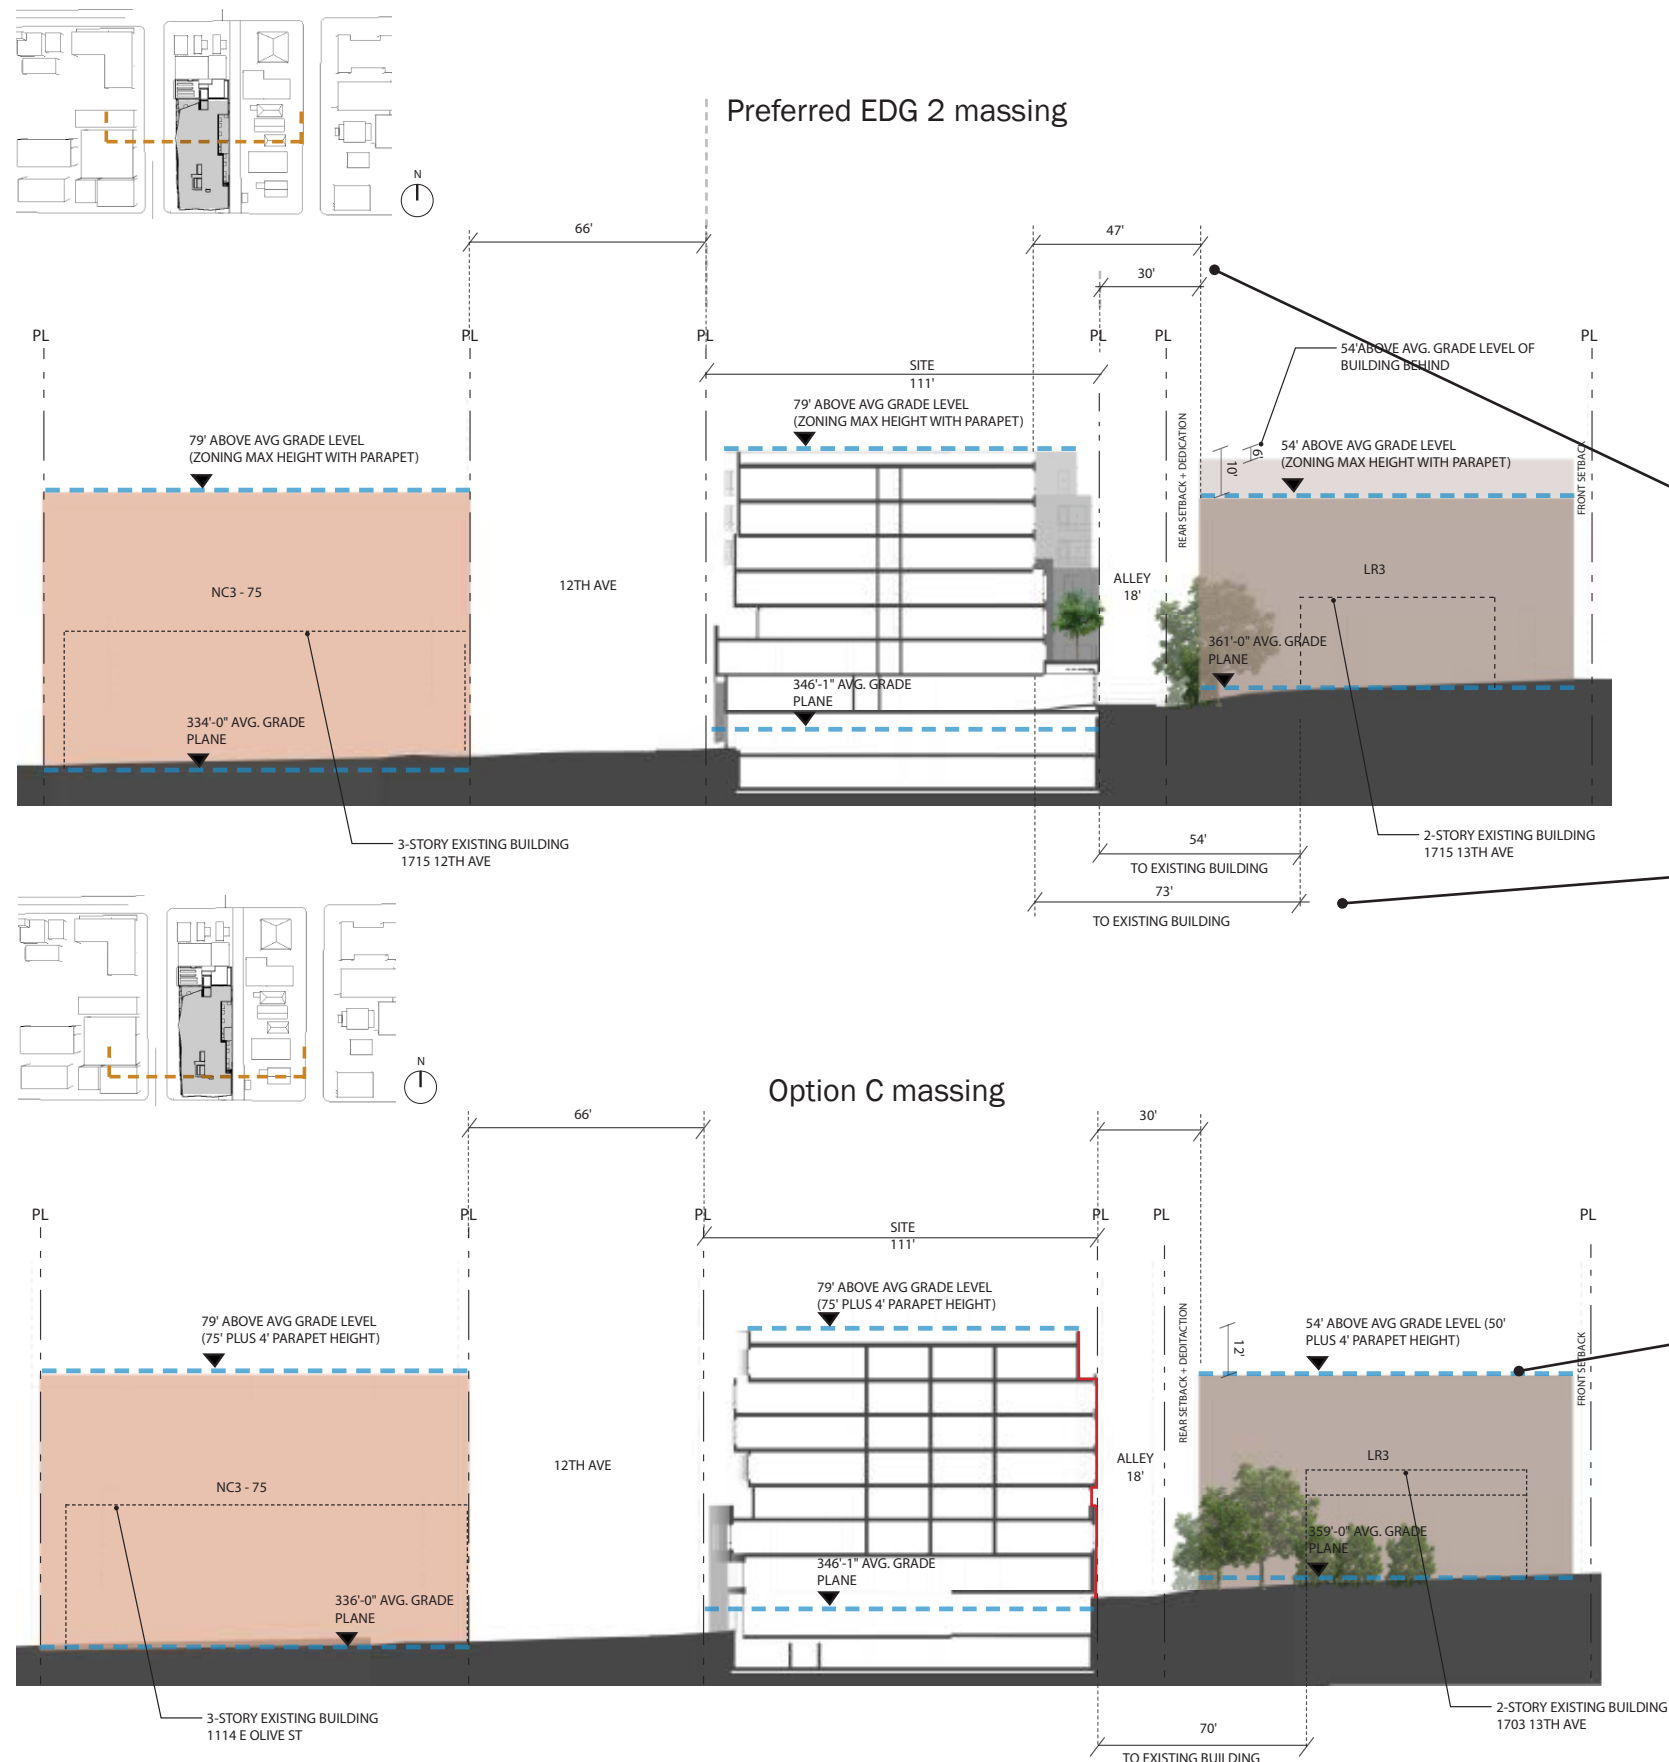 N
Preferred EDG 2 massing
66'
47'
30'
PL
PL
PL
PL
PL
PL
SITE
111'
54'ABOVE AVG. GRADE LEVEL OF
BUILDING BEHIND
79' ABOVE AVG GRADE LEVEL
(ZONING MAX HEIGHT WITH PARAPET)
79' ABOVE AVG GRADE LEVEL
(ZONING MAX HEIGHT WITH PARAPET)
10'
6'
54' ABOVE AVG GRADE LEVEL
(ZONING MAX HEIGHT WITH PARAPET)
REAR SETBACK + DEDICATION
FRONT SETBACK
NC3 - 75
12TH AVE
ALLEY
18'
LR3
361'-0" AVG. GRADE
PLANE
346'-1" AVG. GRADE
PLANE
334'-0" AVG. GRADE
PLANE
3-STORY EXISTING BUILDING
1715 12TH AVE
2-STORY EXISTING BUILDING
1715 13TH AVE
54'
TO EXISTING BUILDING
73'
TO EXISTING BUILDING
N
Option C massing
66'
30'
PL
PL
PL
PL
PL
PL
SITE
111'
79' ABOVE AVG GRADE LEVEL
(75' PLUS 4' PARAPET HEIGHT)
79' ABOVE AVG GRADE LEVEL
(75' PLUS 4' PARAPET HEIGHT)
12'
54' ABOVE AVG GRADE LEVEL (50'
PLUS 4' PARAPET HEIGHT)
REAR SETBACK + DEDITACTION
FRONT SETBACK
NC3 - 75
12TH AVE
ALLEY
18'
LR3
359'-0" AVG. GRADE
PLANE
346'-1" AVG. GRADE
PLANE
336'-0" AVG. GRADE
PLANE
3-STORY EXISTING BUILDING
1114 E OLIVE ST
2-STORY EXISTING BUILDING
1703 13TH AVE
70'
TO EXISTING BUILDING